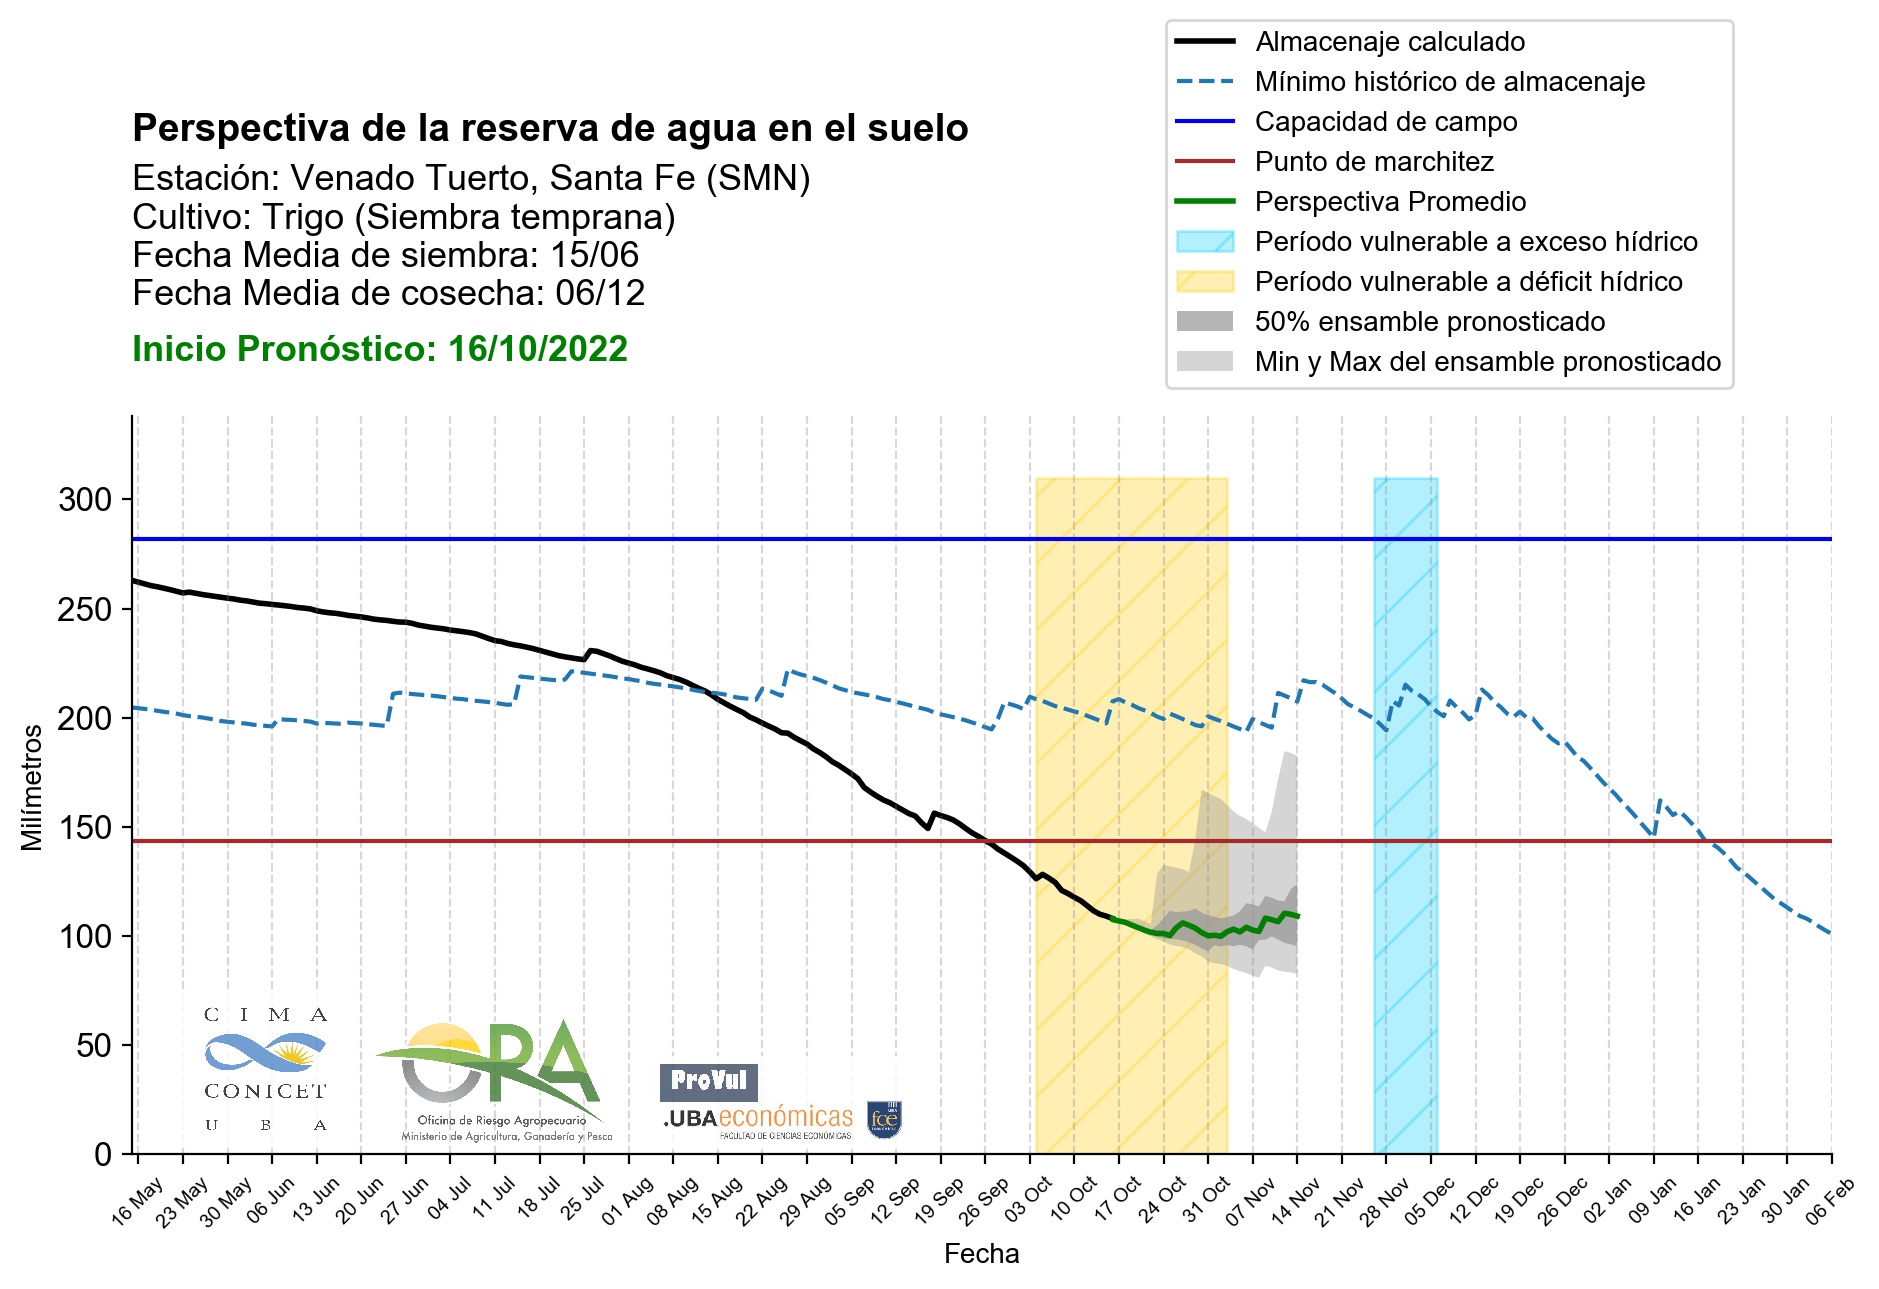 Almacenaje calculado
Mínimo histórico de almacenaje
Capacidad de campo
Punto de marchitez
Perspectiva Promedio
Período vulnerable a exceso hídrico
Período vulnerable a déficit hídrico
50% ensamble pronosticado
Min y Max del ensamble pronosticado
Perspectiva de la reserva de agua en el suelo
Estación: Venado Tuerto, Santa Fe (SMN)
Cultivo: Trigo (Siembra temprana)
Fecha Media de siembra: 15/06
Fecha Media de cosecha: 06/12
Inicio Pronóstico: 16/10/2022
Milímetros
300
250
200
150
100
50
0
CIMA
CONICET
UBA
ORA
Oficina de Riesgo Agropecuario
Ministerio de Agricultura, Ganadería y Pesca
ProVul
.UBAeconómicas
FACULTAD DE CIENCIAS ECONÓMICAS
fce
16 May
23 May
30 May
06 Jun
13 Jun
20 Jun
27 Jun
04 Jul
11 Jul
18 Jul
25 Jul
01 Aug
08 Aug
15 Aug
22 Aug
29 Aug
05 Sep
12 Sep
19 Sep
26 Sep
03 Oct
10 Oct
17 Oct
24 Oct
31 Oct
07 Nov
14 Nov
21 Nov
28 Nov
05 Dec
12 Dec
19 Dec
26 Dec
02 Jan
09 Jan
16 Jan
23 Jan
30 Jan
06 Feb
Fecha